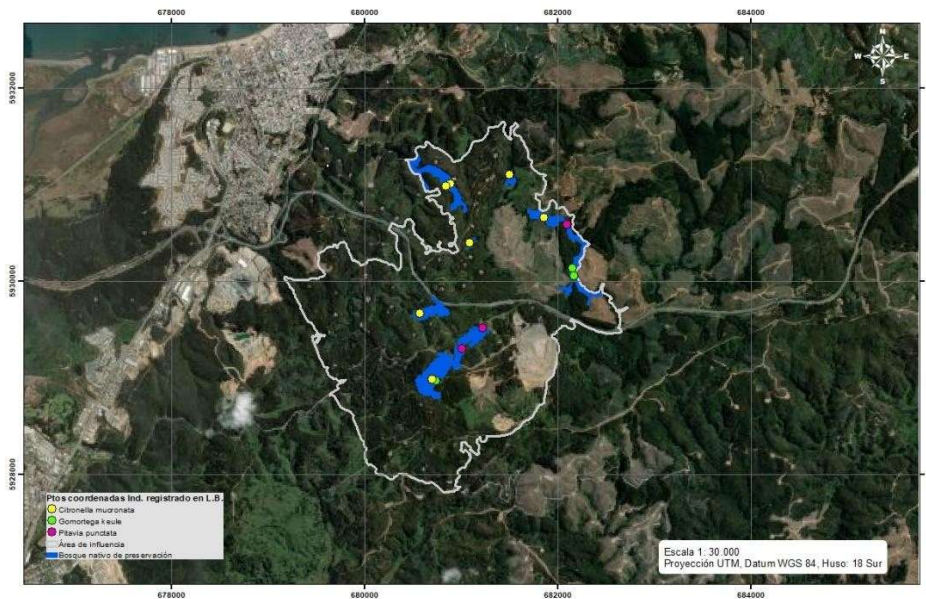 678000 680000 682000 684000
N
W E
S
5932000
5930000
5928000
Ptos coordenadas Ind. registrado en L.B.
Citronella mucronata
Gomortega keule
Pitavia punctata
Área de influencia
Bosque nativo de preservación
Escala 1: 30.000
Proyección UTM, Datum WGS 84, Huso: 18 Sur
678000 680000 682000 684000